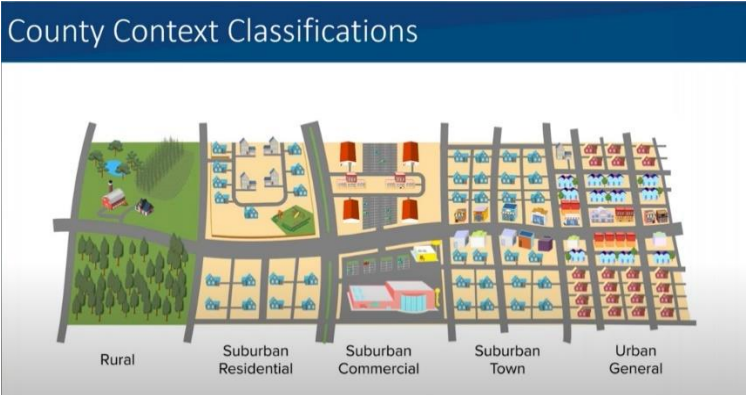 County Context Classifications
Rural
Suburban
Residential
Suburban
Commercial
Suburban
Town
Urban
General